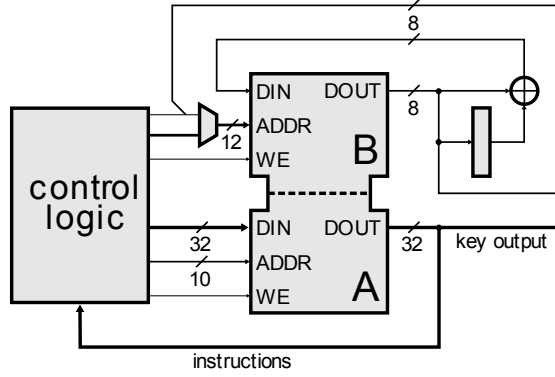 8
8
DIN DOUT
8
ADDR
12
B
WE
control
logic
DIN DOUT
32
32
key output
ADDR
10
A
WE
instructions